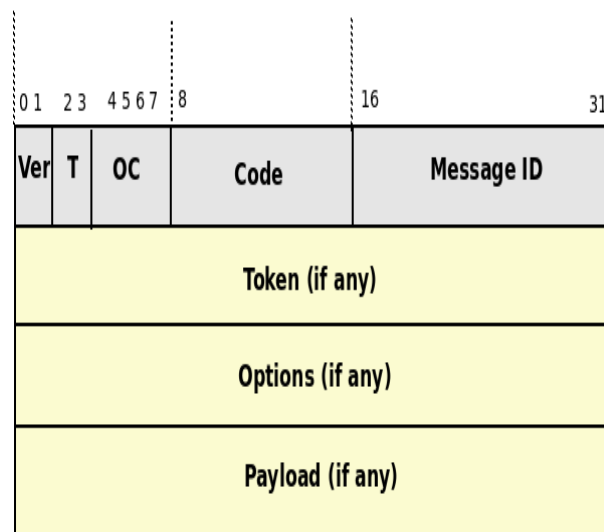 0 1 2 3 4 5 6 7 8 16 31
Ver T OC Code Message ID
Token (if any)
Options (if any)
Payload (if any)